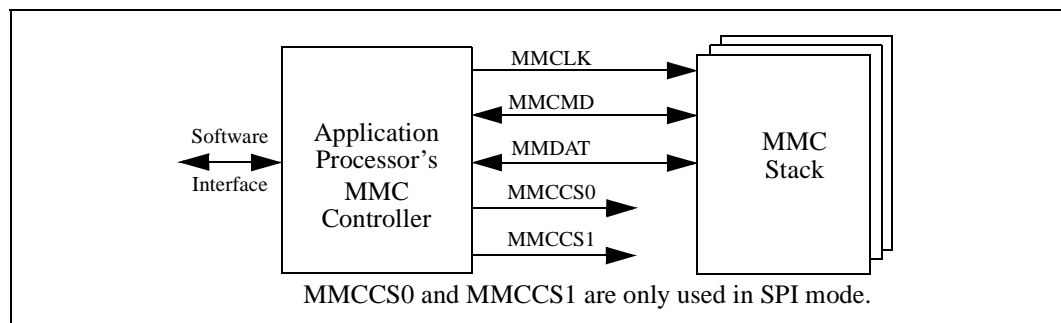 Software
Interface
Application
Processor's
MMC
Controller
MMCLK
MMCMD
MMDAT
MMCCS0
MMCCS1
MMC
Stack
MMCCS0 and MMCCS1 are only used in SPI mode.